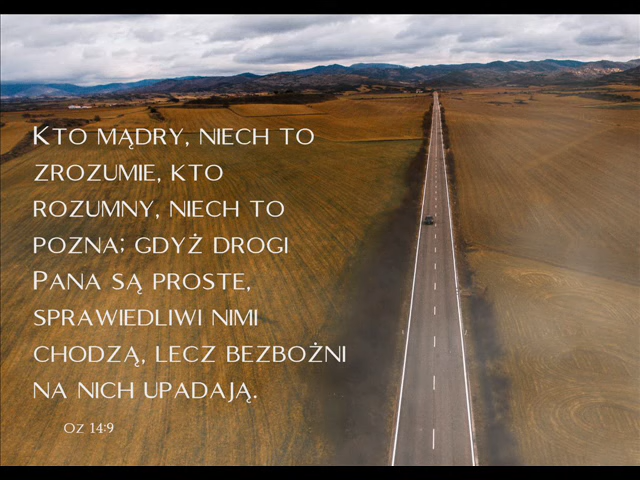 Kto mądry, niech to
zrozumie, kto
rozumny, niech to
pozna; gdyż drogi
Pana są proste,
sprawiedliwi nimi
chodzą, lecz bezbożni
na nich upadają.
Oz 14:9